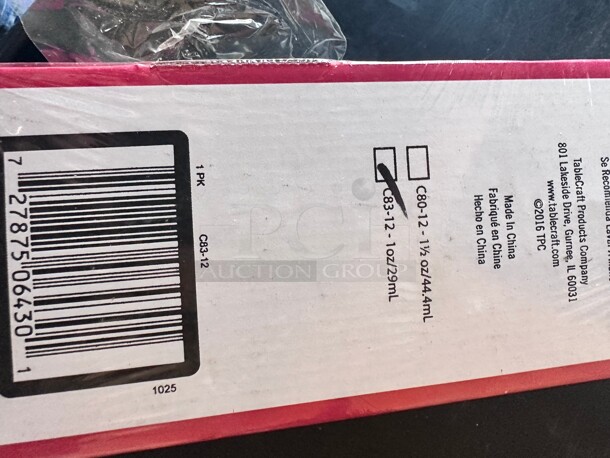 Se Recomienda
TableCraft Products Company
801 Lakeside Drive, Gurnee, IL 60031
www.tablecraft.com
©2016 TPC
Made In China
Fabriqué en Chine
Hecho en China
C80-12 - 1½ oz/44.4mL
C83-12 - 1oz/29mL
1 PK C83-12
7 27875 06430 1
1025
AUCTION GROUP